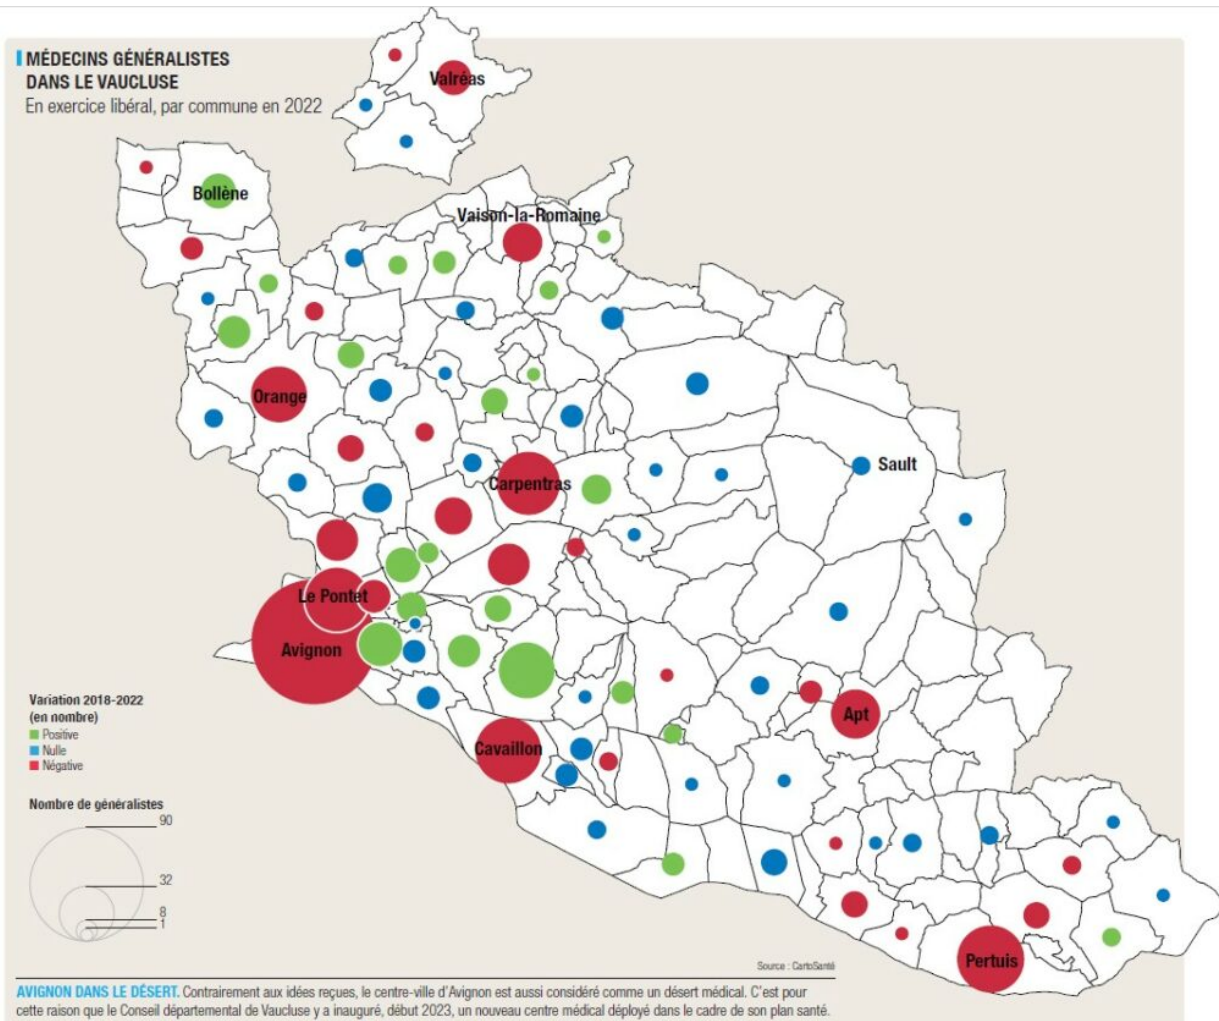 MÉDECINS GÉNÉRALISTES
DANS LE VAUCLUSE
En exercice libéral, par commune en 2022
Valréas
Bollène
Vaison-la-Romaine
Orange
Carpentras
Sault
Le Pontet
Avignon
Apt
Cavaillon
Pertuis
Variation 2018-2022
(en nombre)
Positive
Nulle
Négative
Nombre de généralistes
90
32
8
1
Source : CartoSanté
AVIGNON DANS LE DÉSERT. Contrairement aux idées reçues, le centre-ville d'Avignon est aussi considéré comme un désert médical. C'est pour
cette raison que le Conseil départemental de Vaucluse y a inauguré, début 2023, un nouveau centre médical déployé dans le cadre de son plan santé.